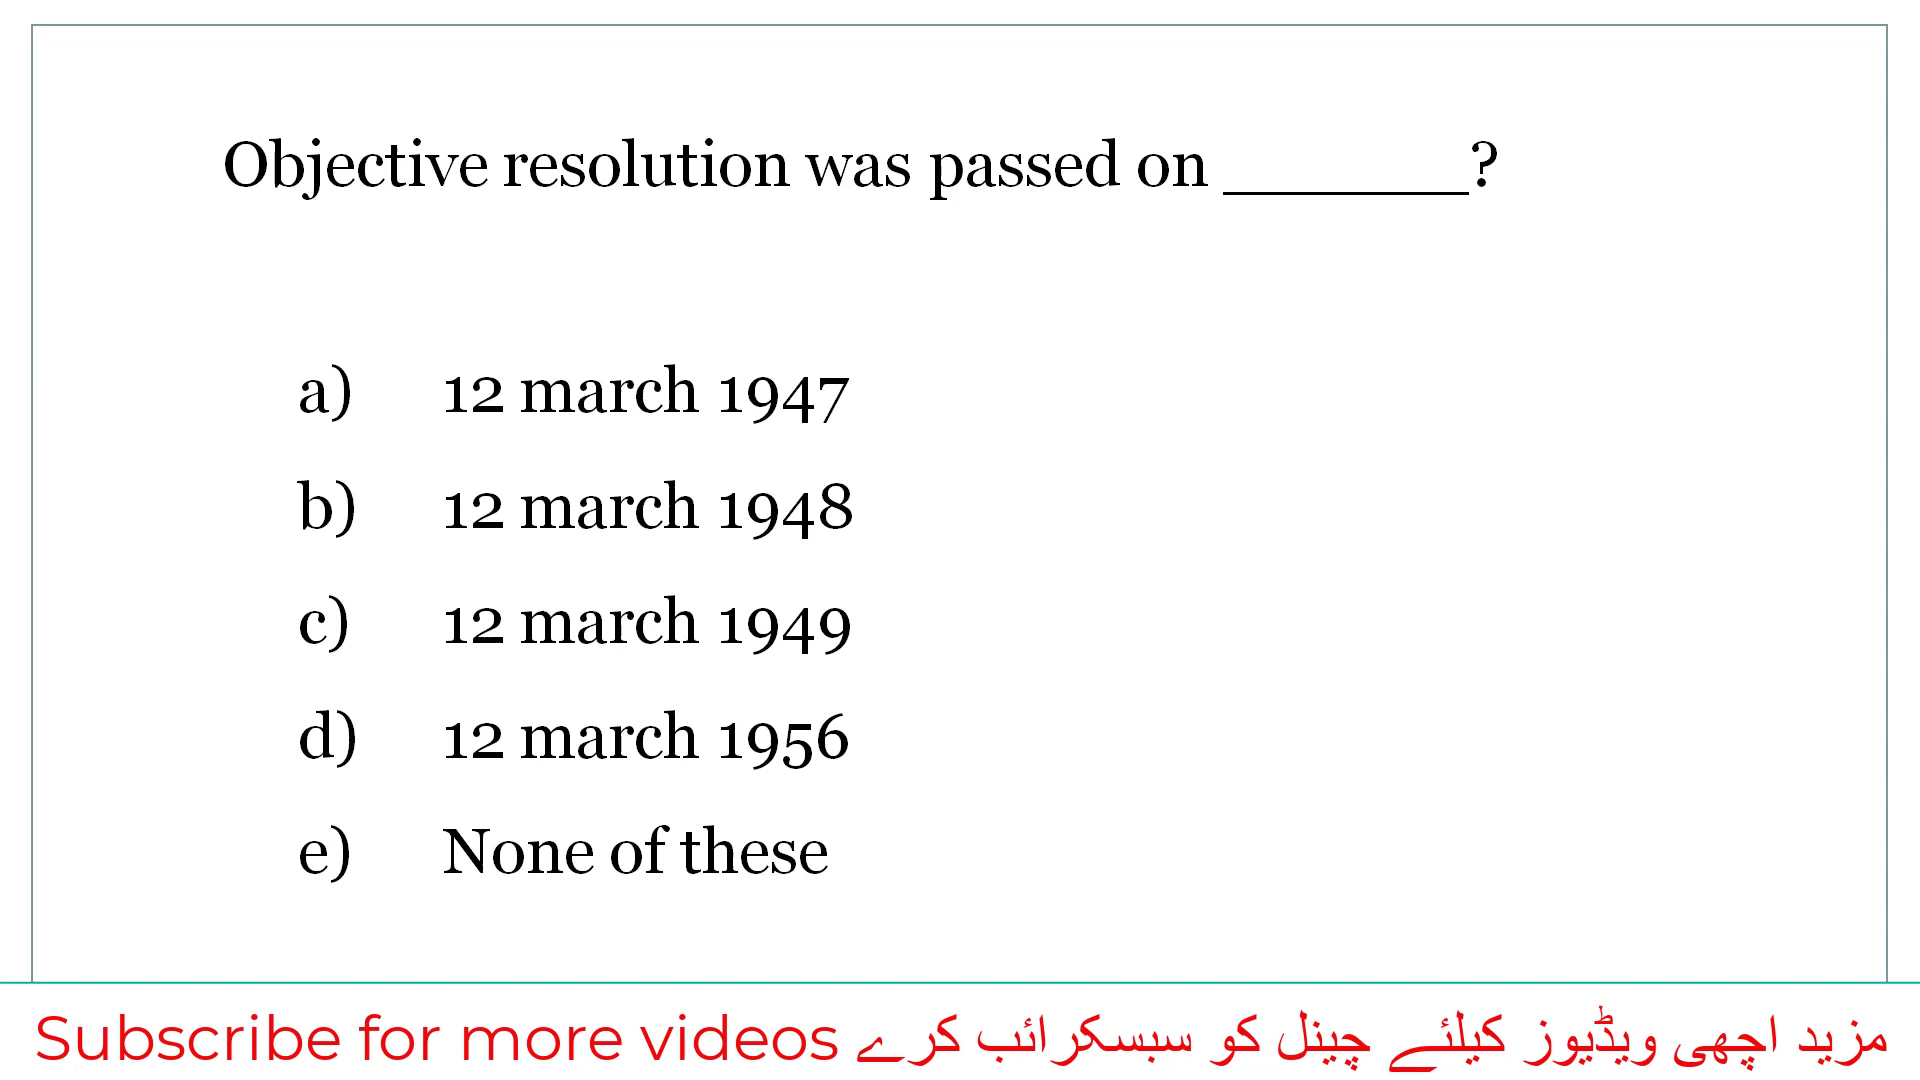 Objective resolution was passed on _______?
a) 12 march 1947
b) 12 march 1948
c) 12 march 1949
d) 12 march 1956
e) None of these
Subscribe for more videos مزید اچھی ویڈیوز کیلئے چینل کو سبسکرائب کرے